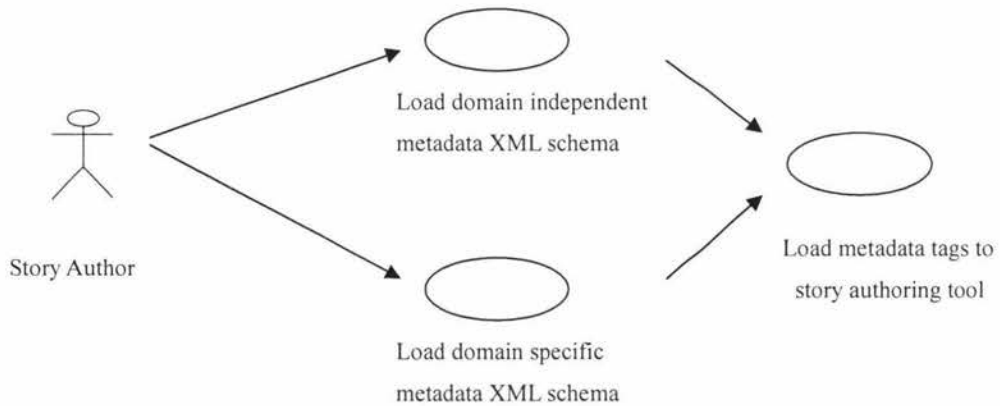 Load domain independent
metadata XML schema
Story Author
Load metadata tags to
story authoring tool
Load domain specific
metadata XML schema